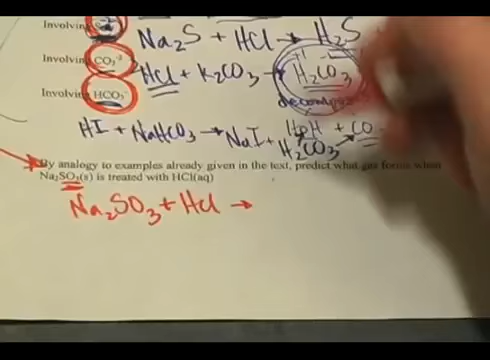 Involving
Na₂S + HCl → H₂S
Involving CO₃⁻²
HCl + K₂CO₃ → H₂CO₃
Involving HCO₃⁻
HI + NaHCO₃ → NaI + HOH + CO
H₂CO₃
By analogy to examples already given in the text, predict what gas forms when
Na₂SO₃(s) is treated with HCl(aq)
Na₂SO₃ + HCl →